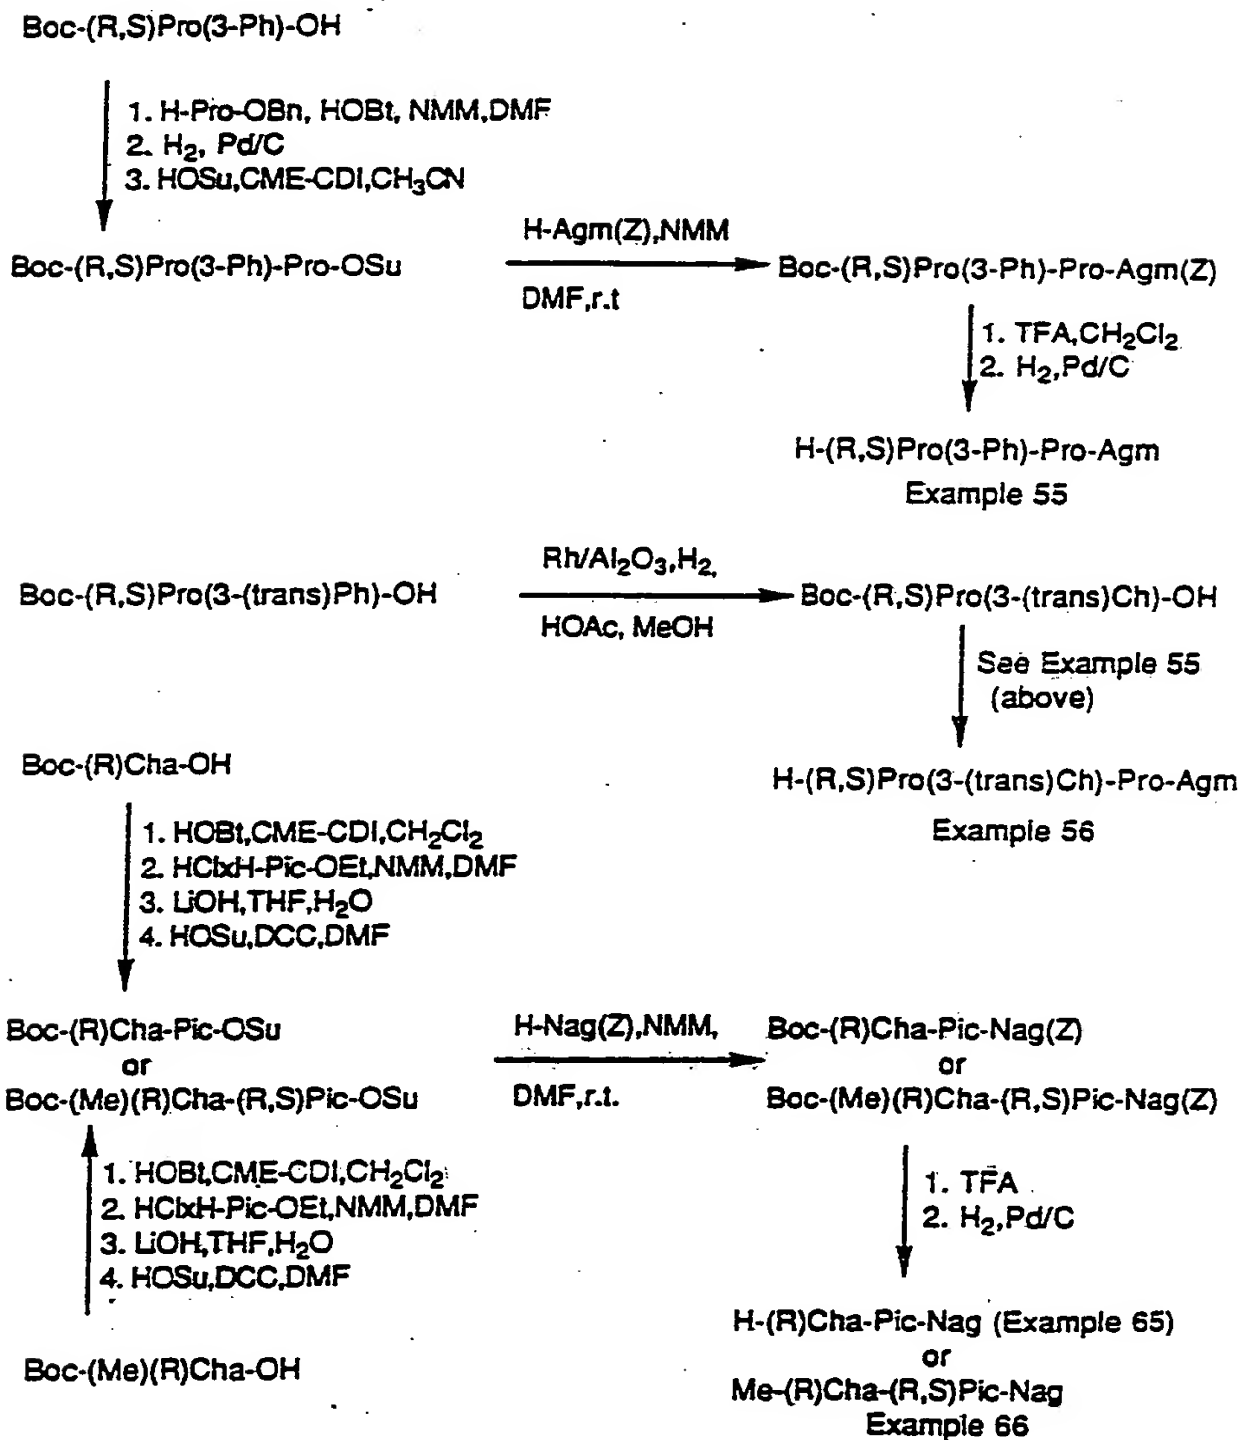 Boc-(R,S)Pro(3-Ph)-OH
1. H-Pro-OBn, HOBt, NMM,DMF
2. H₂, Pd/C
3. HOSu,CME-CDI,CH₃CN
Boc-(R,S)Pro(3-Ph)-Pro-OSu
H-Agm(Z),NMM
DMF,r.t
Boc-(R,S)Pro(3-Ph)-Pro-Agm(Z)
1. TFA,CH₂Cl₂
2. H₂,Pd/C
H-(R,S)Pro(3-Ph)-Pro-Agm
Example 55
Boc-(R,S)Pro(3-(trans)Ph)-OH
Rh/Al₂O₃,H₂,
HOAc, MeOH
Boc-(R,S)Pro(3-(trans)Ch)-OH
See Example 55
(above)
H-(R,S)Pro(3-(trans)Ch)-Pro-Agm
Example 56
Boc-(R)Cha-OH
1. HOBt,CME-CDI,CH₂Cl₂
2. HClxH-Pic-OEt,NMM,DMF
3. LiOH,THF,H₂O
4. HOSu,DCC,DMF
Boc-(R)Cha-Pic-OSu
or
Boc-(Me)(R)Cha-(R,S)Pic-OSu
H-Nag(Z),NMM,
DMF,r.t.
Boc-(R)Cha-Pic-Nag(Z)
or
Boc-(Me)(R)Cha-(R,S)Pic-Nag(Z)
1. HOBt,CME-CDI,CH₂Cl₂
2. HClxH-Pic-OEt,NMM,DMF
3. LiOH,THF,H₂O
4. HOSu,DCC,DMF
Boc-(Me)(R)Cha-OH
1. TFA
2. H₂,Pd/C
H-(R)Cha-Pic-Nag (Example 65)
or
Me-(R)Cha-(R,S)Pic-Nag
Example 66